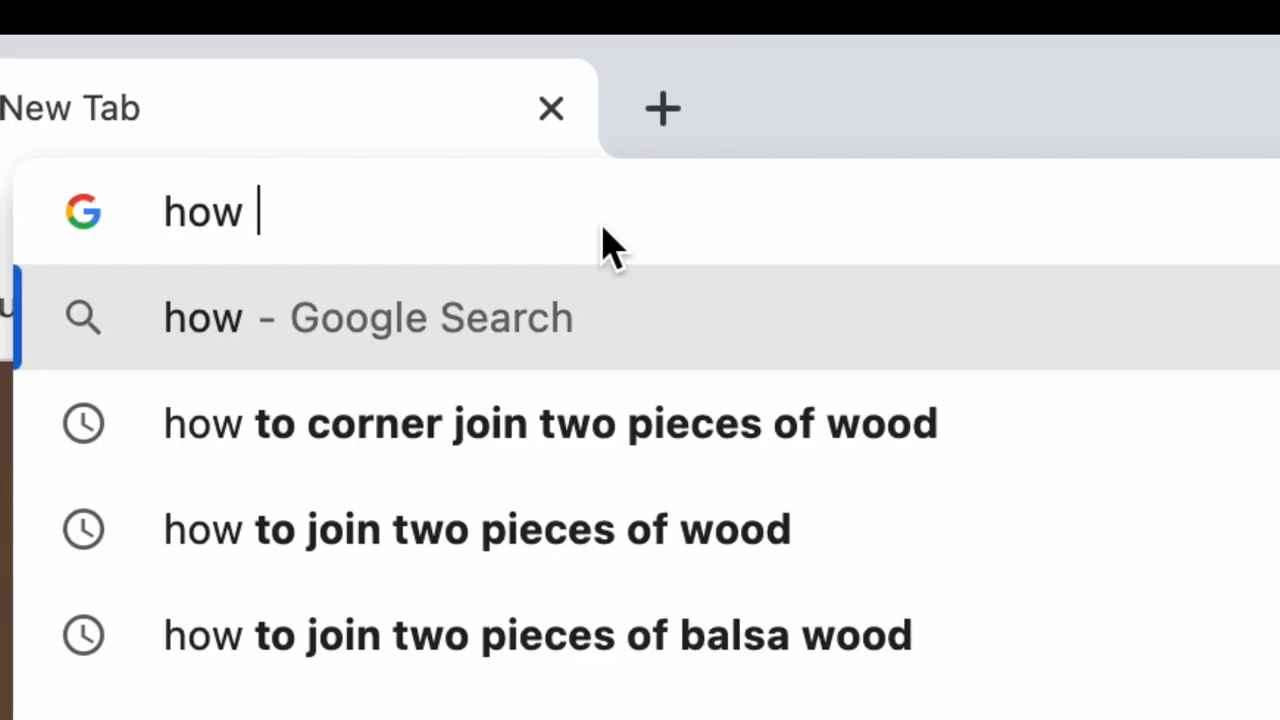 New Tab
how
how - Google Search
how to corner join two pieces of wood
how to join two pieces of wood
how to join two pieces of balsa wood